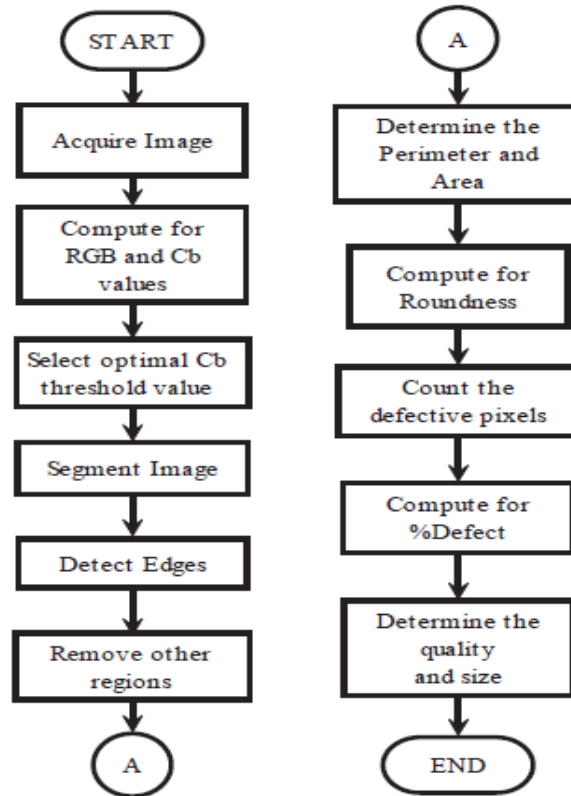 START
Acquire Image
Compute for
RGB and Cb
values
Select optimal Cb
threshold value
Segment Image
Detect Edges
Remove other
regions
A
A
Determine the
Perimeter and
Area
Compute for
Roundness
Count the
defective pixels
Compute for
%Defect
Determine the
quality
and size
END